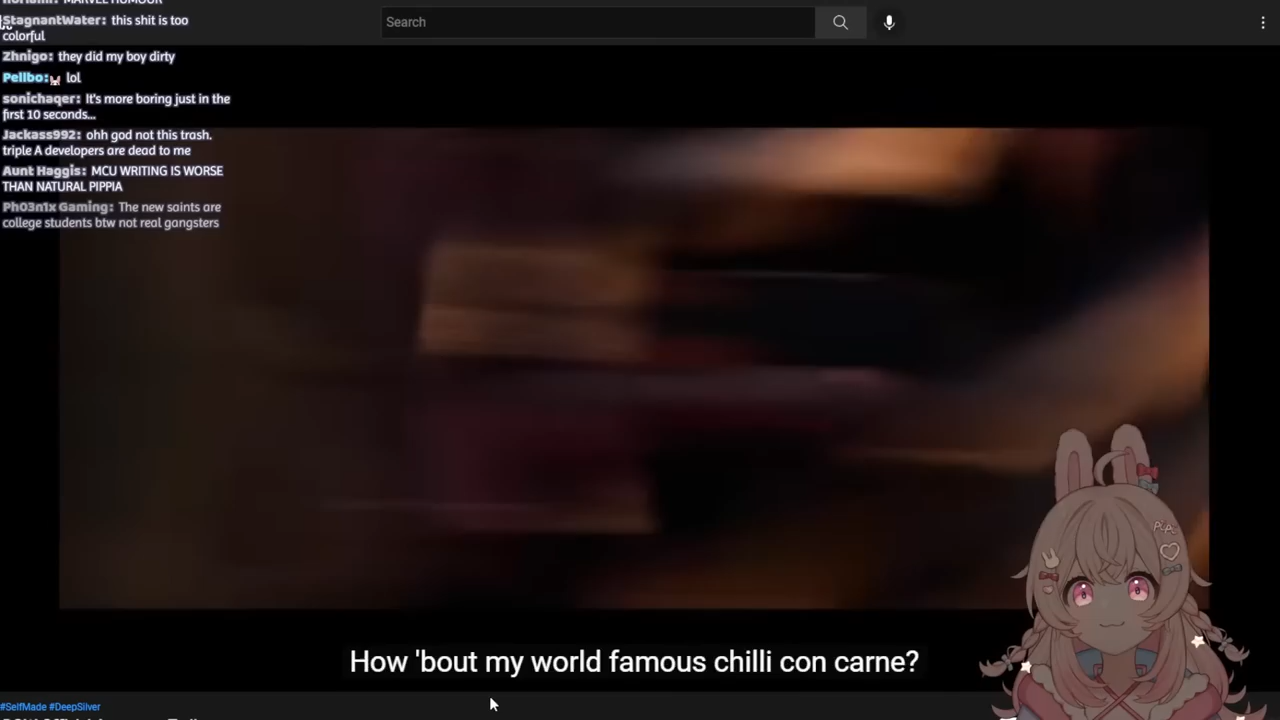 MARVEL HUMOUR
Search
StagnantWater: this shit is too
colorful
Zhnigo: they did my boy dirty
Pellbo: lol
sonichaqer: It's more boring just in the
first 10 seconds...
Jackass992: ohh god not this trash.
triple A developers are dead to me
Aunt Haggis: MCU WRITING IS WORSE
THAN NATURAL PIPPIA
Ph03n1x Gaming: The new saints are
college students btw not real gangsters
PiPi
How 'bout my world famous chilli con carne?
#SelfMade #DeepSilver